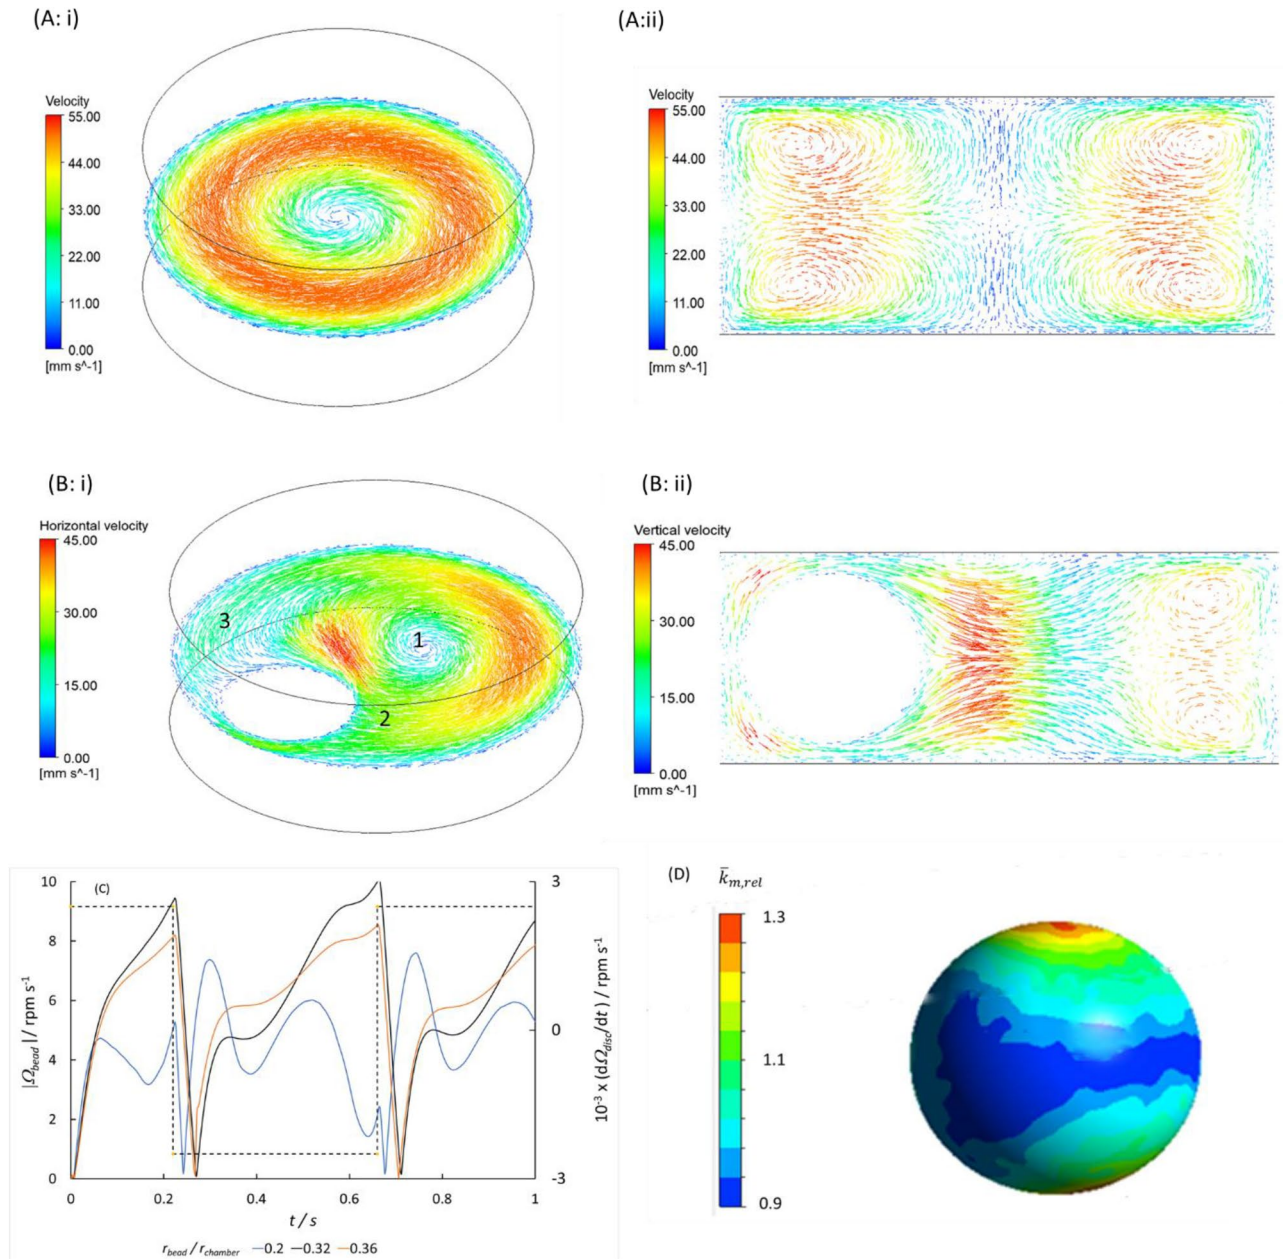 (A: i)
(A:ii)
Velocity
55.00
44.00
33.00
22.00
11.00
0.00
[mm s^-1]
Velocity
55.00
44.00
33.00
22.00
11.00
0.00
[mm s^-1]
(B: i)
(B: ii)
Horizontal velocity
45.00
30.00
15.00
0.00
[mm s^-1]
3
1
2
Vertical velocity
45.00
30.00
15.00
0.00
[mm s^-1]
(C)
10
8
6
4
2
0
|Ω_bead| / rpm s⁻¹
3
0
-3
10⁻³ x (dΩ_disc/dt) / rpm s⁻¹
0 0.2 0.4 0.6 0.8 1
t / s
r_bead / r_chamber 0.2 0.32 0.36
(D)
k̄_m,rel
1.3
1.1
0.9